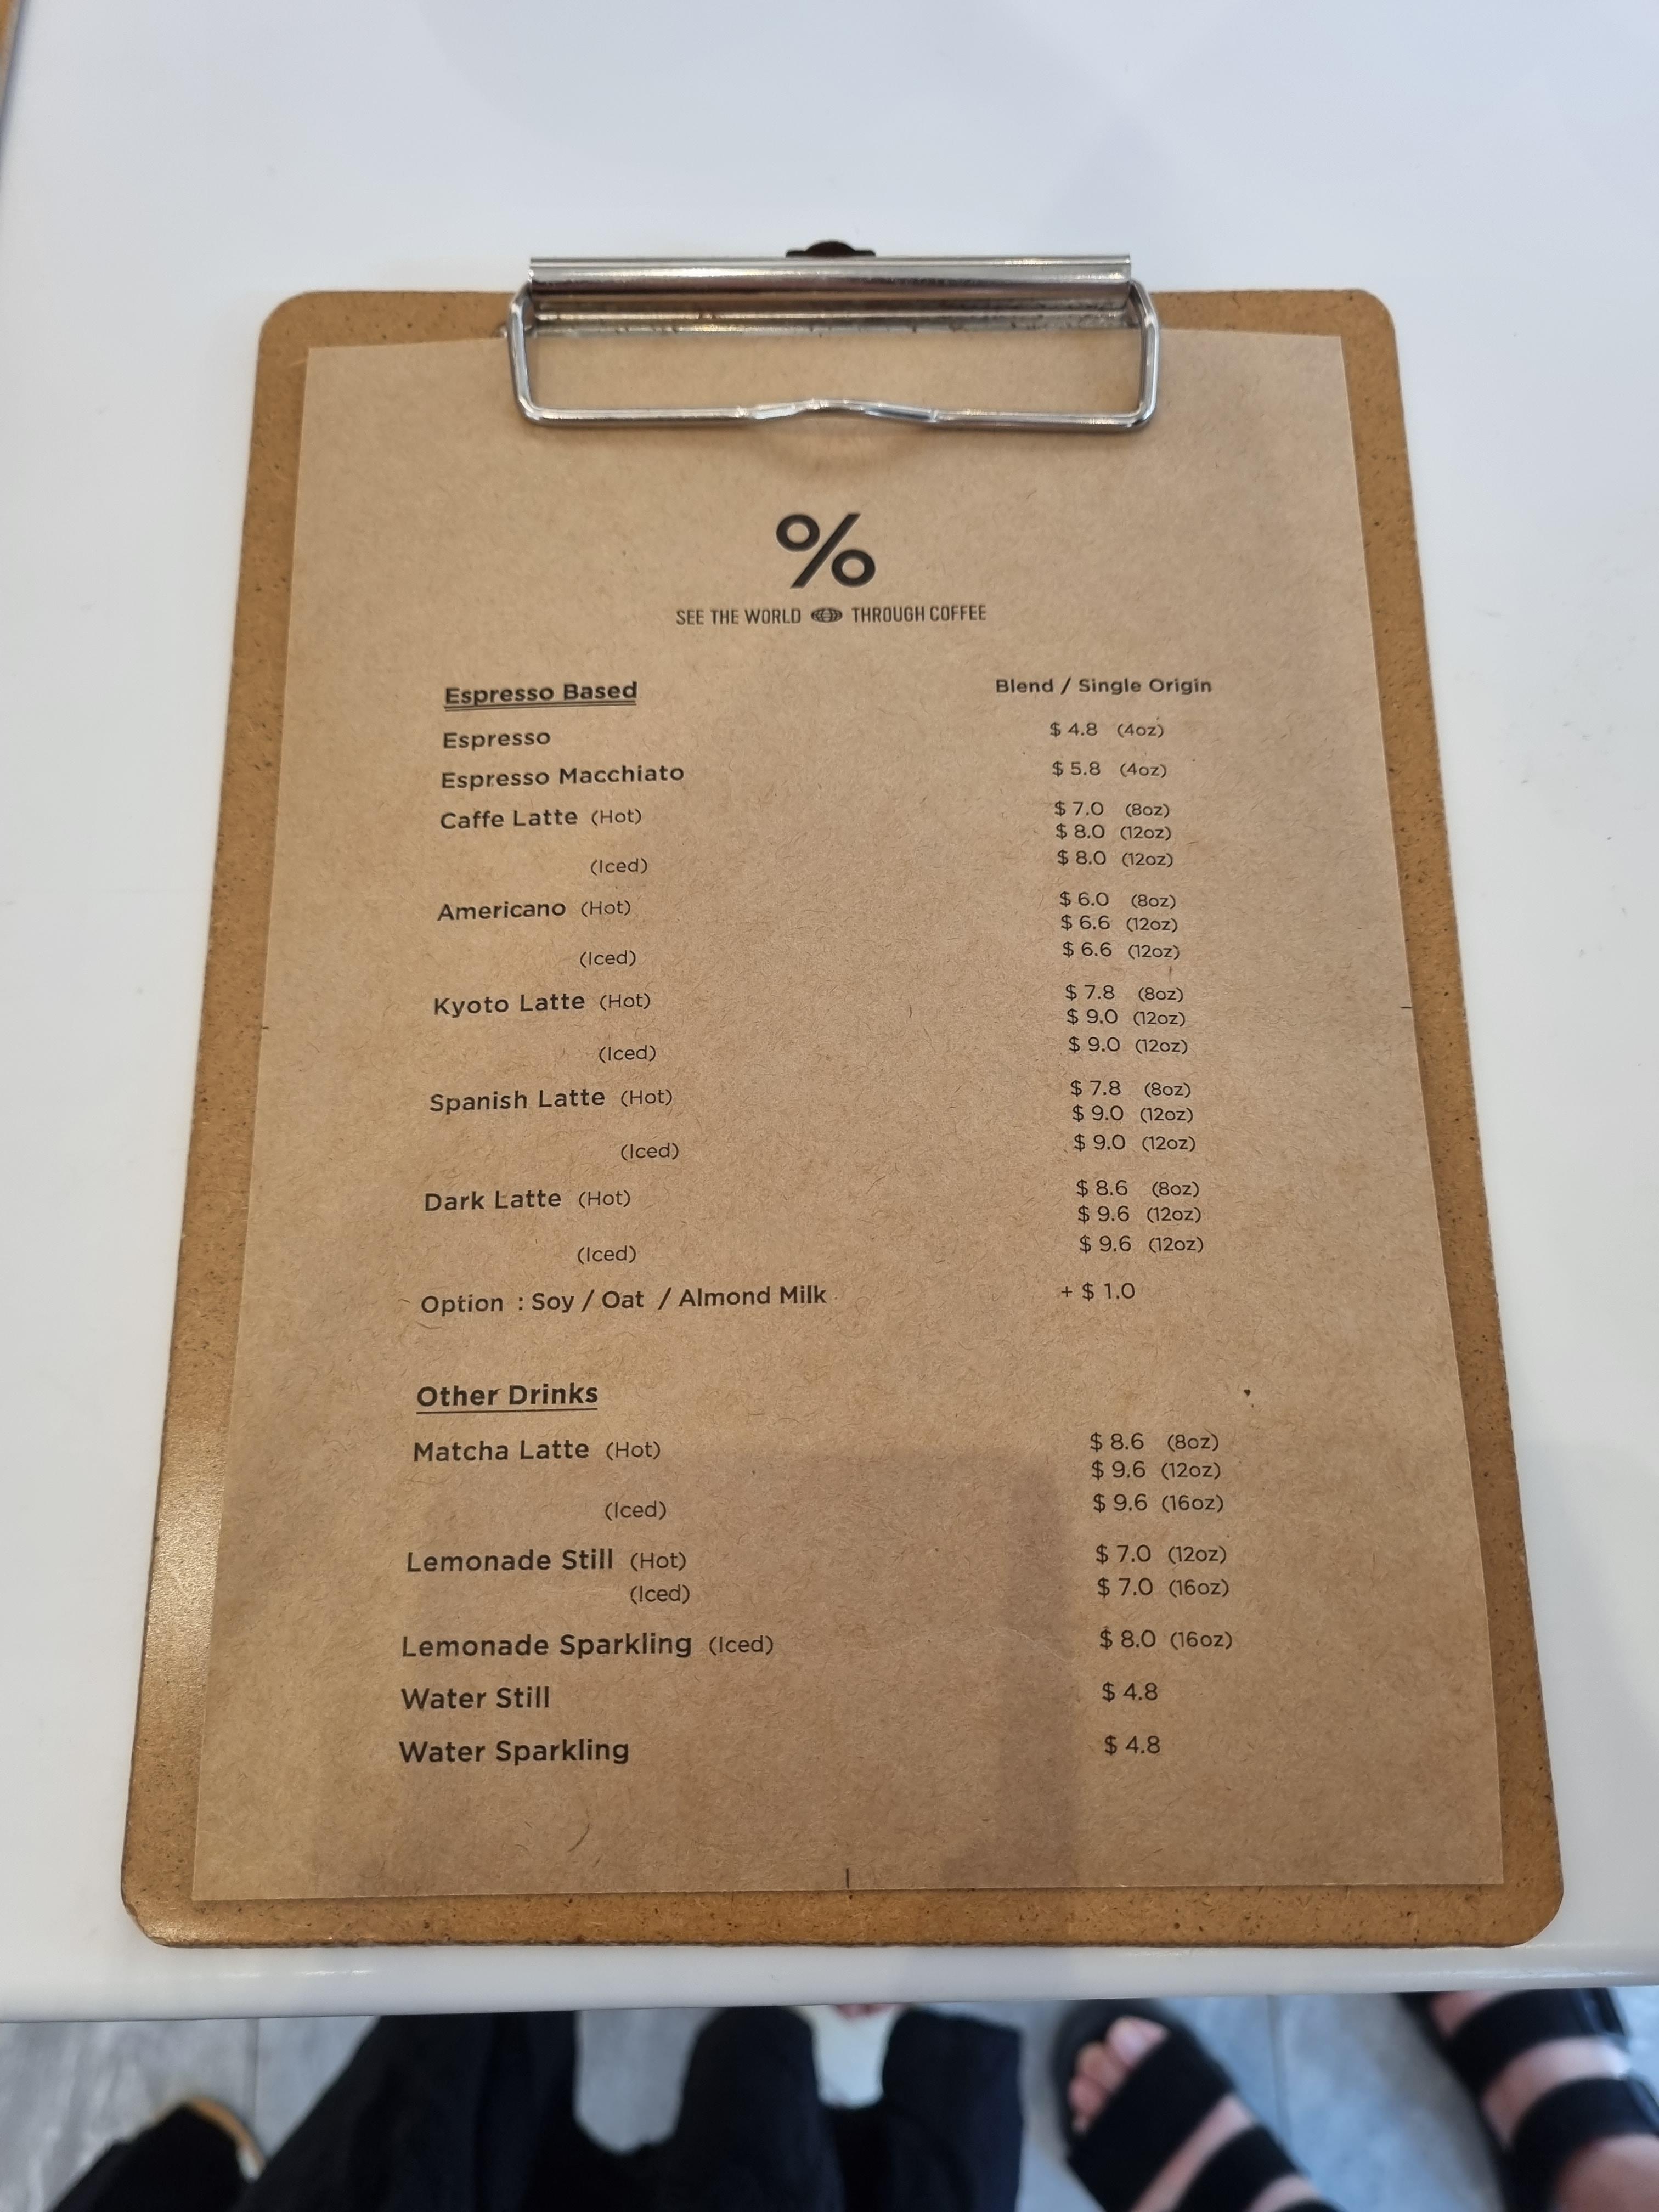 %
SEE THE WORLD THROUGH COFFEE
Espresso Based Blend / Single Origin
Espresso $ 4.8 (4oz)
Espresso Macchiato $ 5.8 (4oz)
Caffe Latte (Hot) $ 7.0 (8oz)
$ 8.0 (12oz)
(Iced) $ 8.0 (12oz)
Americano (Hot) $ 6.0 (8oz)
$ 6.6 (12oz)
(Iced) $ 6.6 (12oz)
Kyoto Latte (Hot) $ 7.8 (8oz)
$ 9.0 (12oz)
(Iced) $ 9.0 (12oz)
Spanish Latte (Hot) $ 7.8 (8oz)
$ 9.0 (12oz)
(Iced) $ 9.0 (12oz)
Dark Latte (Hot) $ 8.6 (8oz)
$ 9.6 (12oz)
(Iced) $ 9.6 (12oz)
Option : Soy / Oat / Almond Milk + $ 1.0
Other Drinks
Matcha Latte (Hot) $ 8.6 (8oz)
$ 9.6 (12oz)
(Iced) $ 9.6 (16oz)
Lemonade Still (Hot) $ 7.0 (12oz)
(Iced) $ 7.0 (16oz)
Lemonade Sparkling (Iced) $ 8.0 (16oz)
Water Still $ 4.8
Water Sparkling $ 4.8